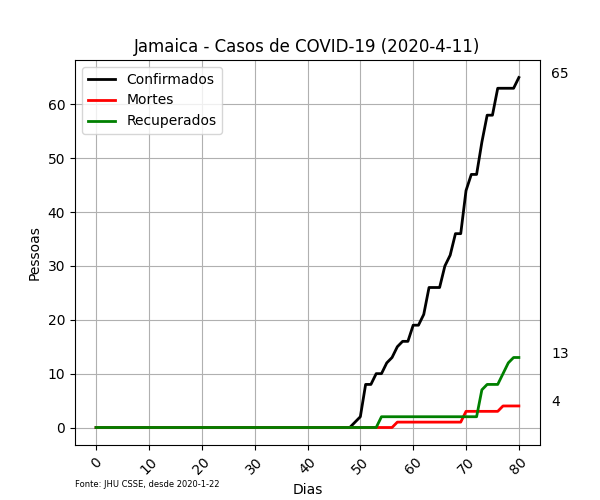 Jamaica - Casos de COVID-19 (2020-4-11)
Confirmados
Mortes
Recuperados
65
13
4
Pessoas
60
50
40
30
20
10
0
0 10 20 30 40 50 60 70 80
Dias
Fonte: JHU CSSE, desde 2020-1-22